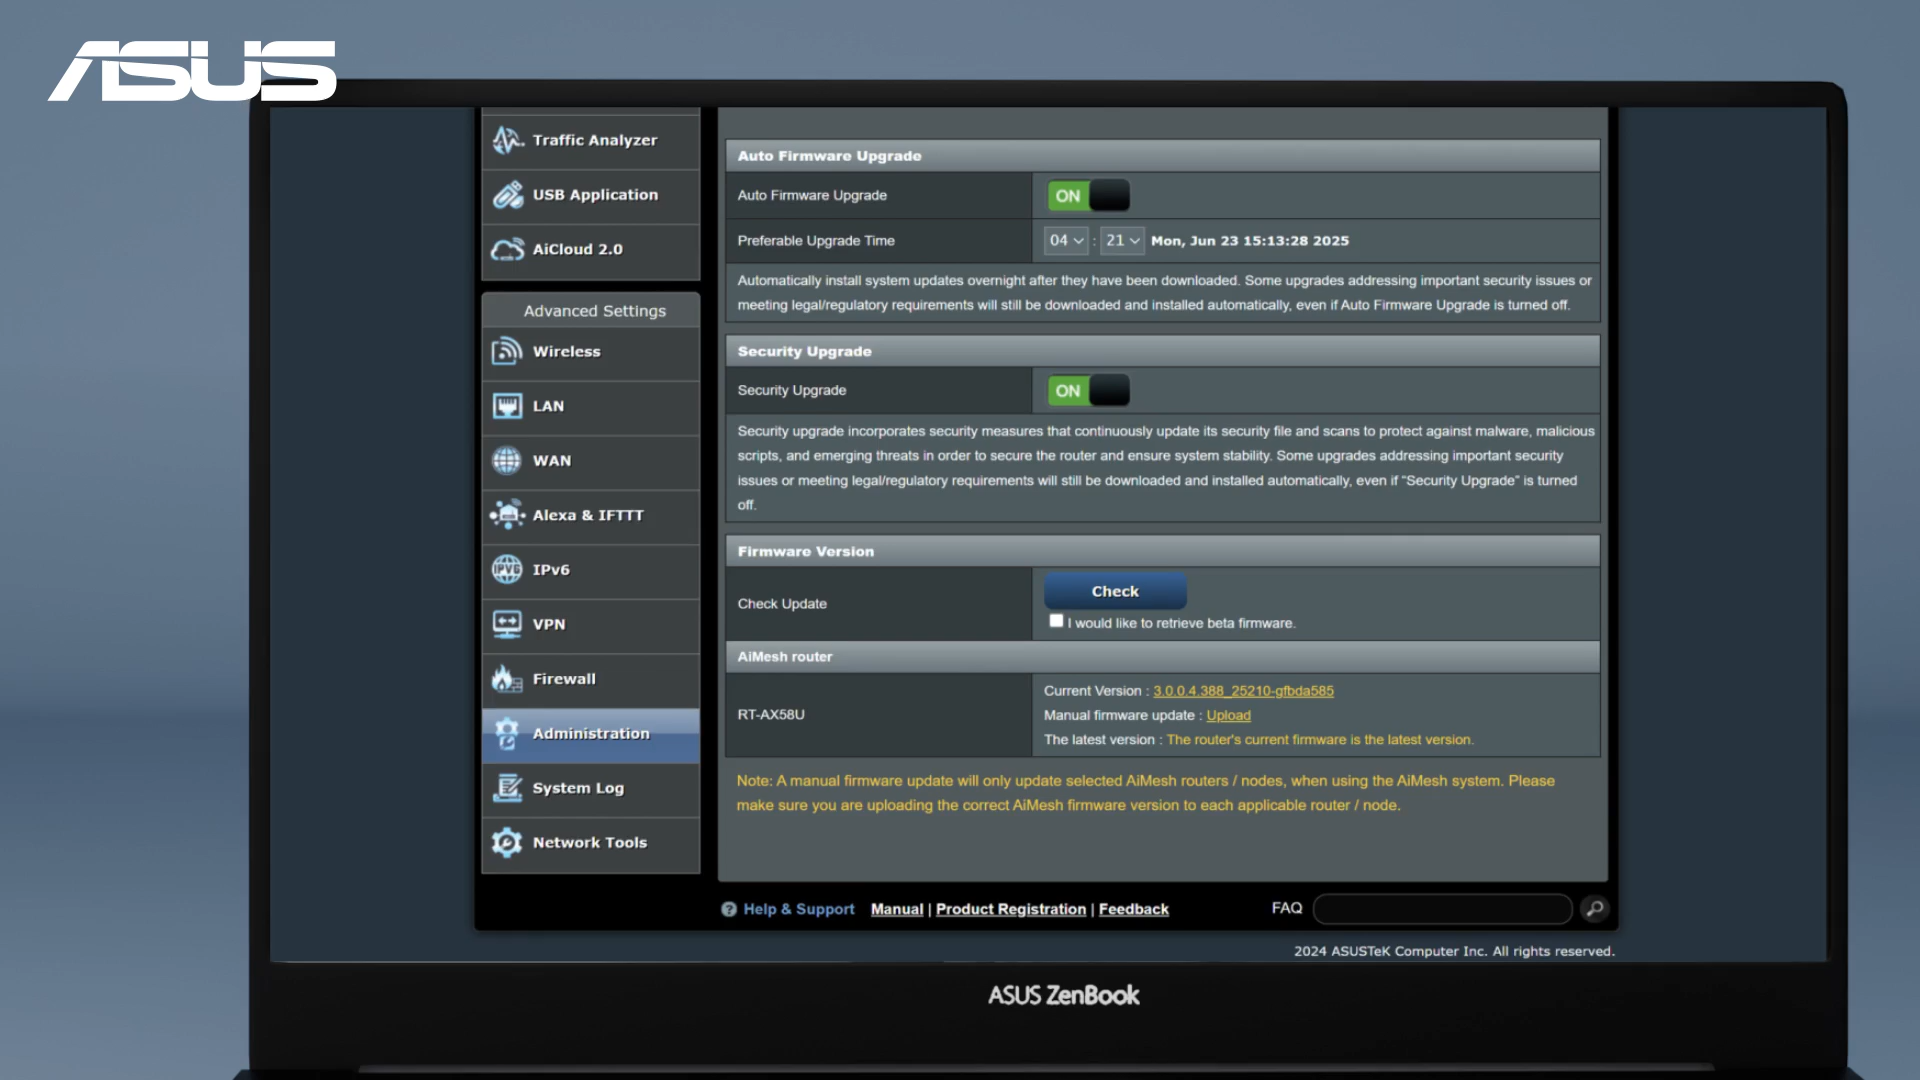 ASUS
Traffic Analyzer
USB Application
AiCloud 2.0
Advanced Settings
Wireless
LAN
WAN
Alexa & IFTTT
IPv6
VPN
Firewall
Administration
System Log
Network Tools
Auto Firmware Upgrade
Auto Firmware Upgrade ON
Preferable Upgrade Time 04 : 21 Mon, Jun 23 15:13:28 2025
Automatically install system updates overnight after they have been downloaded. Some upgrades addressing important security issues or
meeting legal/regulatory requirements will still be downloaded and installed automatically, even if Auto Firmware Upgrade is turned off.
Security Upgrade
Security Upgrade ON
Security upgrade incorporates security measures that continuously update its security file and scans to protect against malware, malicious
scripts, and emerging threats in order to secure the router and ensure system stability. Some upgrades addressing important security
issues or meeting legal/regulatory requirements will still be downloaded and installed automatically, even if “Security Upgrade” is turned
off.
Firmware Version
Check Update Check
I would like to retrieve beta firmware.
AiMesh router
RT-AX58U
Current Version : 3.0.0.4.388_25210-gfbda585
Manual firmware update : Upload
The latest version : The router's current firmware is the latest version.
Note: A manual firmware update will only update selected AiMesh routers / nodes, when using the AiMesh system. Please
make sure you are uploading the correct AiMesh firmware version to each applicable router / node.
? Help & Support Manual | Product Registration | Feedback FAQ
2024 ASUSTeK Computer Inc. All rights reserved.
ASUS ZenBook